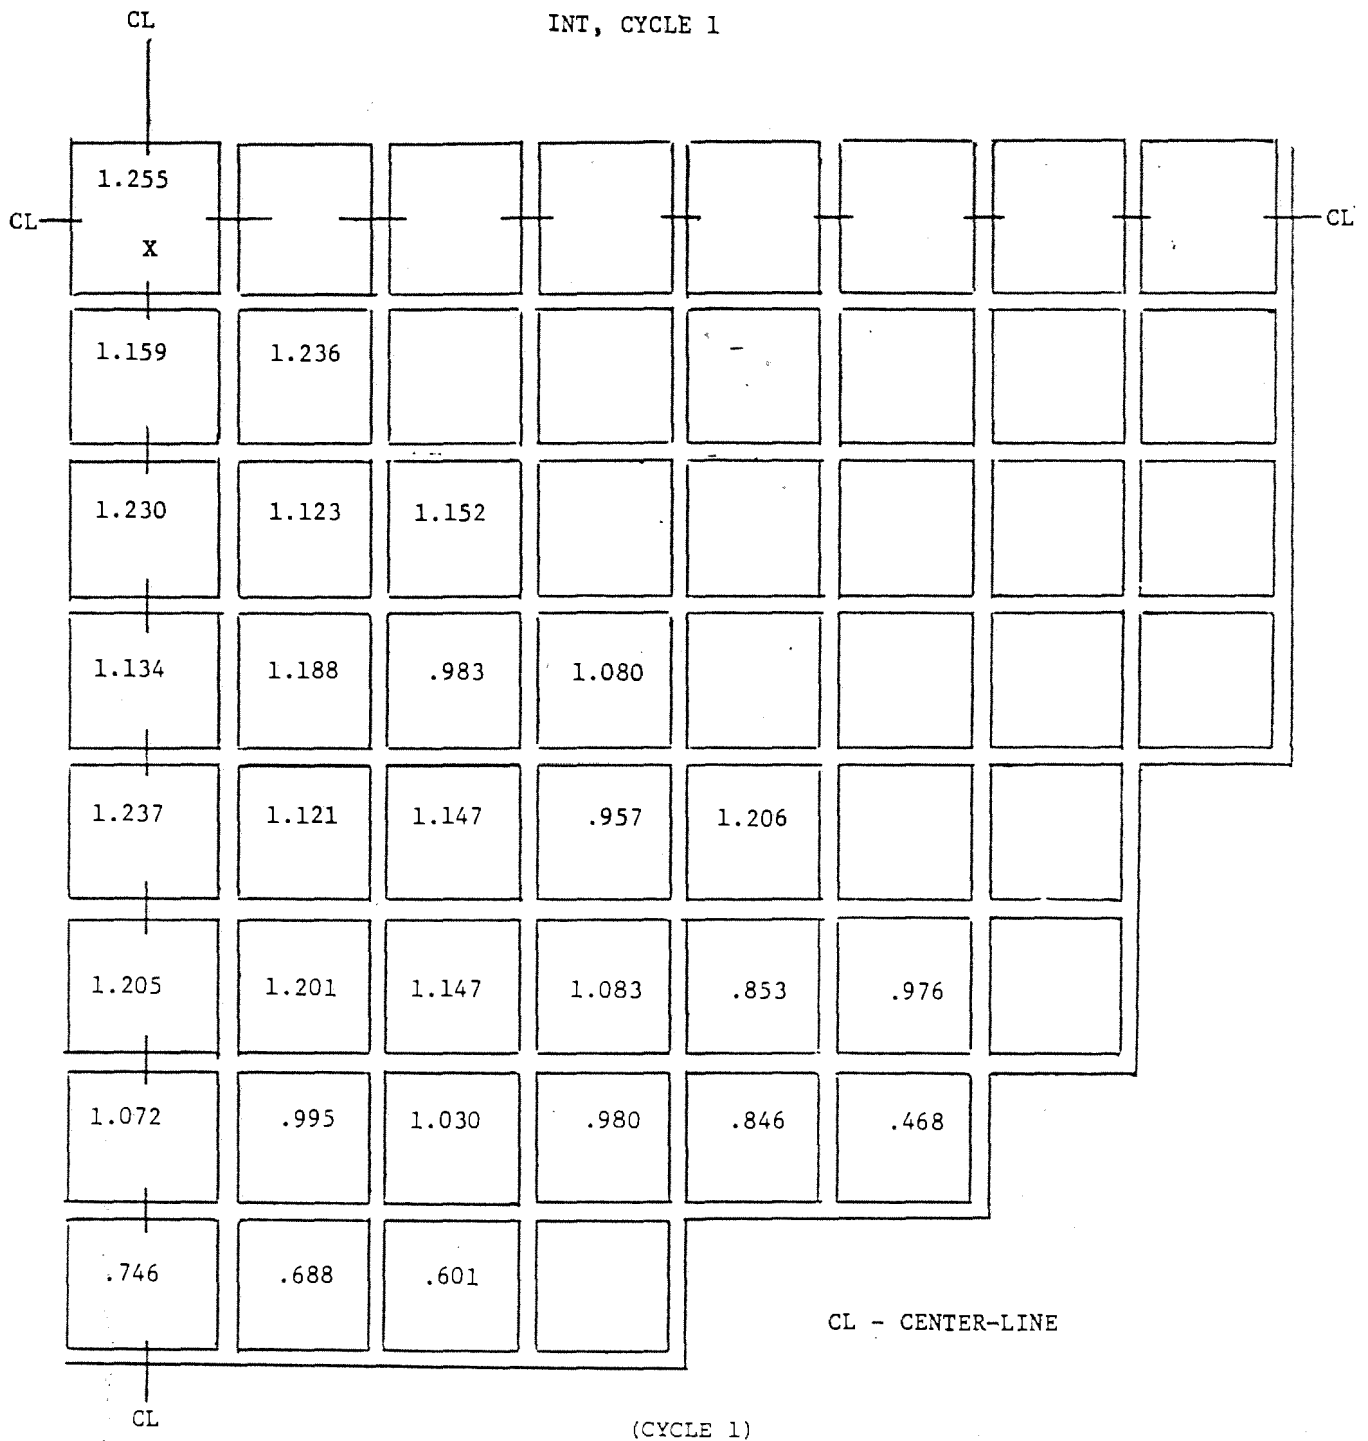 CL
INT, CYCLE 1
1.255
CL
CL
X
1.159 1.236
1.230 1.123 1.152
1.134 1.188 .983 1.080
1.237 1.121 1.147 .957 1.206
1.205 1.201 1.147 1.083 .853 .976
1.072 .995 1.030 .980 .846 .468
.746 .688 .601
CL - CENTER-LINE
CL
(CYCLE 1)